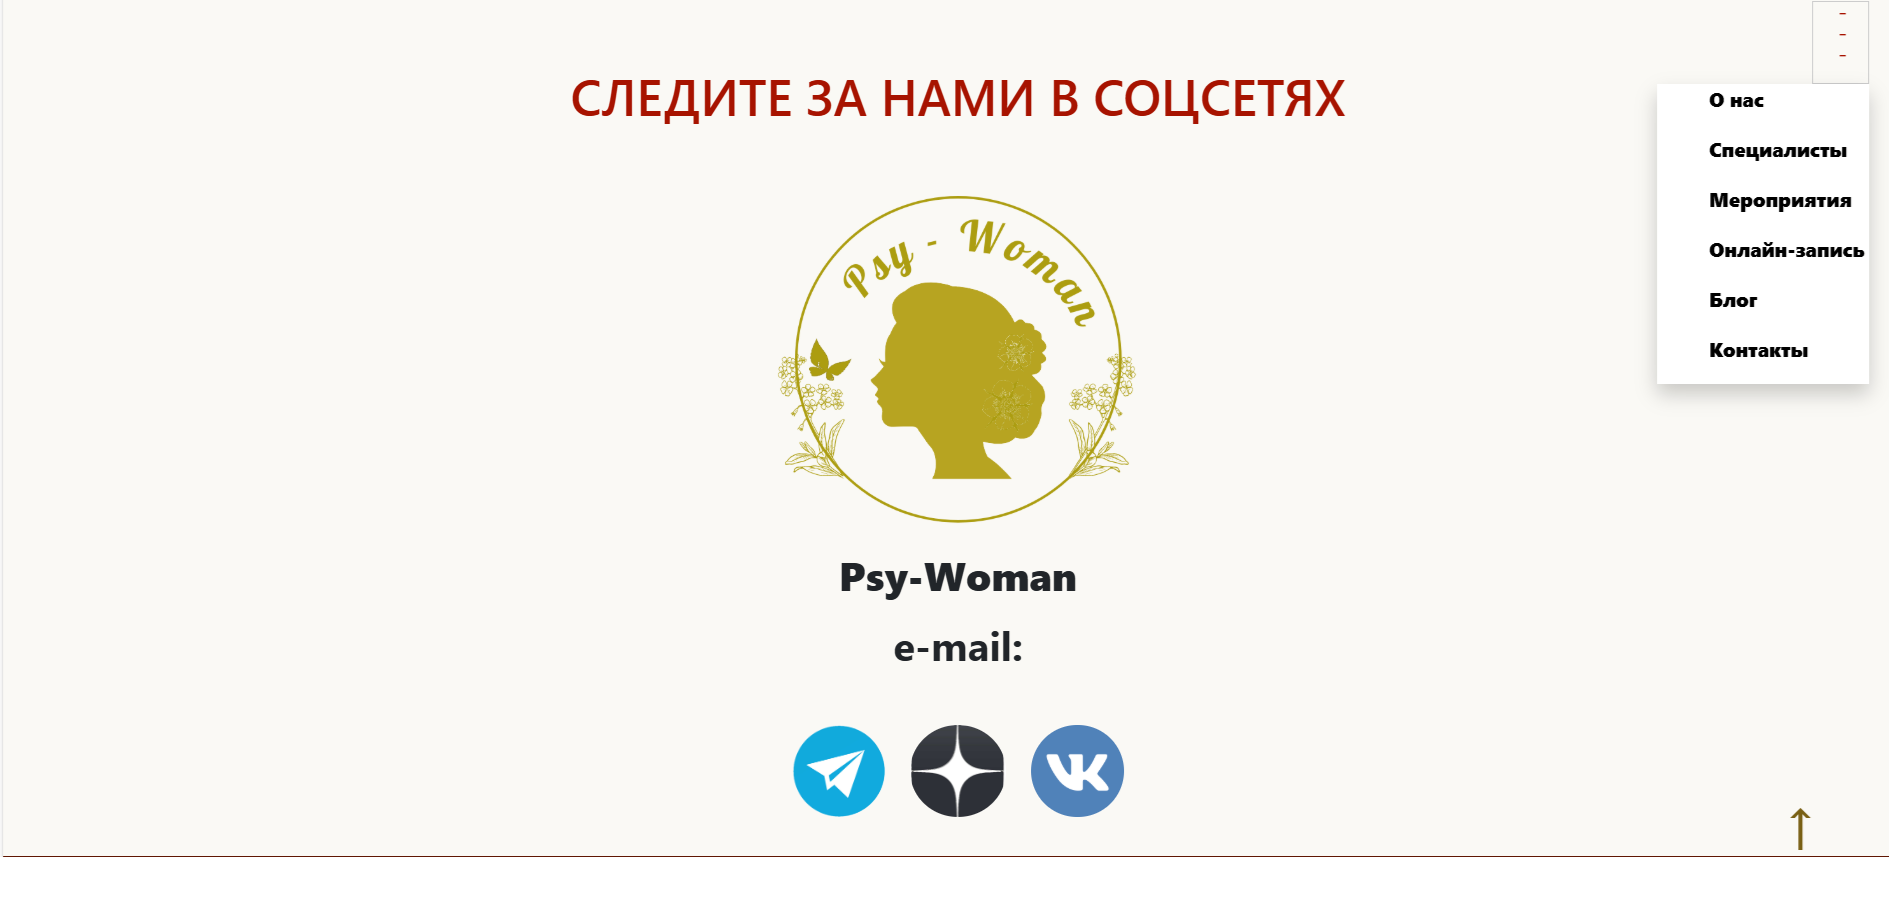 СЛЕДИТЕ ЗА НАМИ В СОЦСЕТЯХ
О нас
Специалисты
Мероприятия
Онлайн-запись
Блог
Контакты
Psy - Woman
Psy-Woman
e-mail: